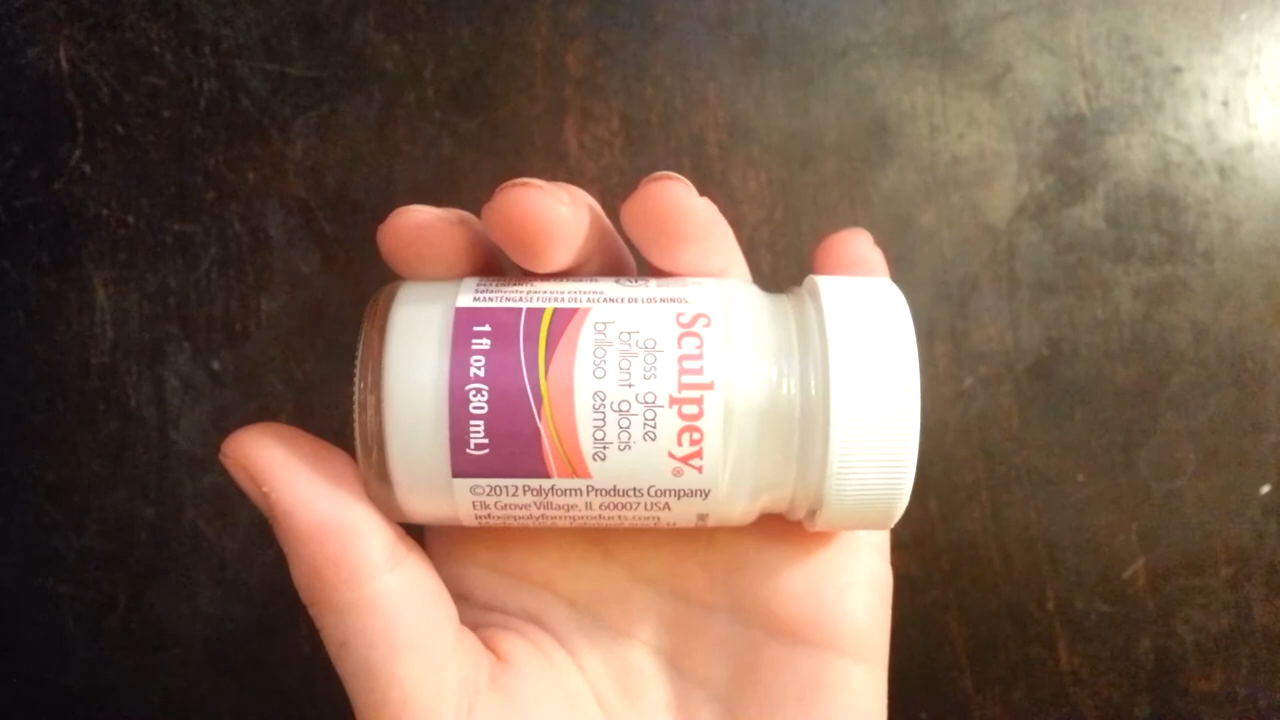 Sculpey®
gloss glaze
brillant glacis
brilloso esmalte
1 fl oz (30 mL)
Solamente para uso externo.
MANTÉNGASE FUERA DEL ALCANCE DE LOS NIÑOS.
©2012 Polyform Products Company
Elk Grove Village, IL 60007 USA
info@polyformproducts.com